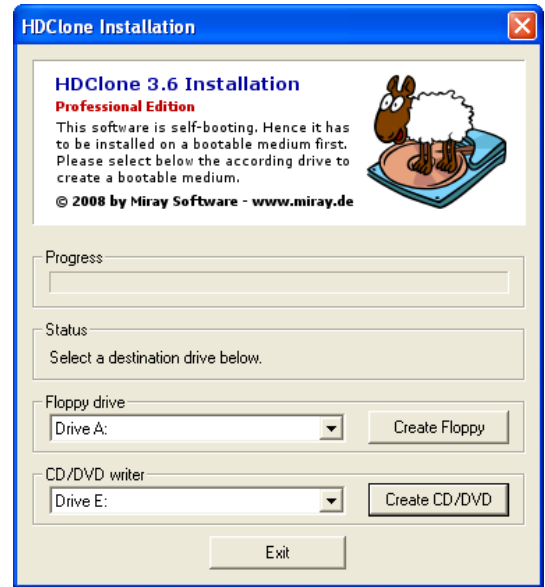 HDClone Installation
HDClone 3.6 Installation
Professional Edition
This software is self-booting. Hence it has
to be installed on a bootable medium first.
Please select below the according drive to
create a bootable medium.
© 2008 by Miray Software - www.miray.de
Progress
Status
Select a destination drive below.
Floppy drive
Drive A:
Create Floppy
CD/DVD writer
Drive E:
Create CD/DVD
Exit